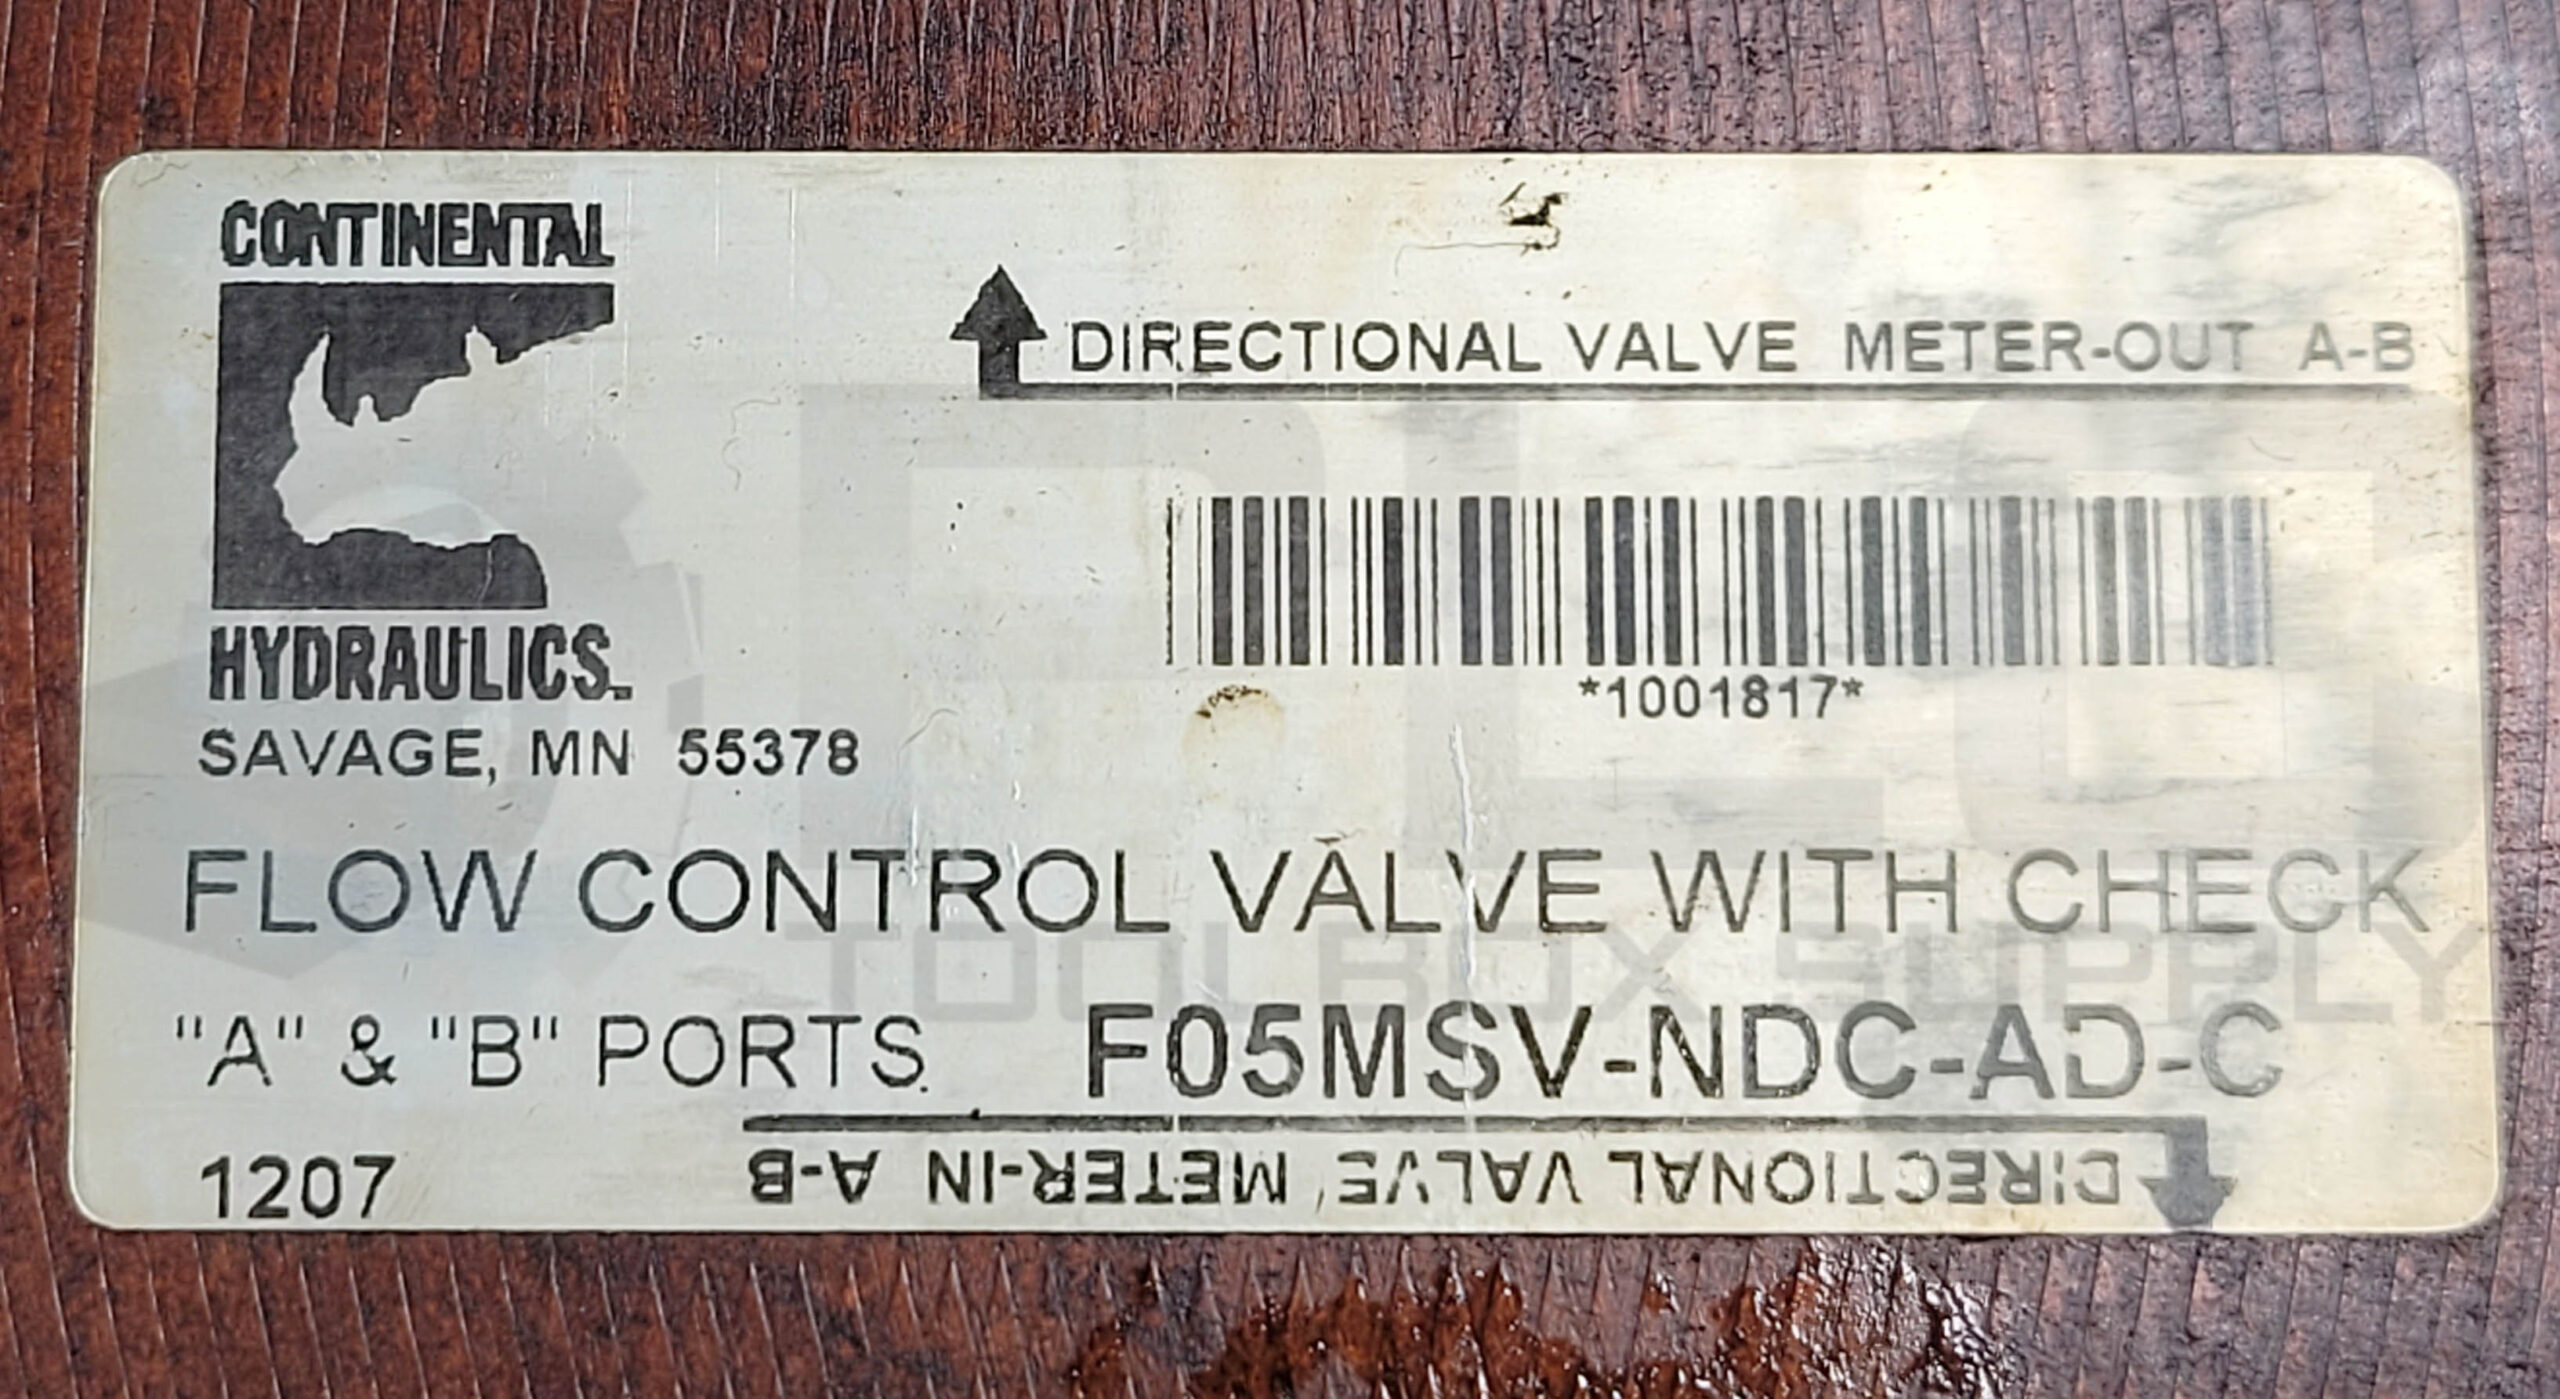 CONTINENTAL
HYDRAULICS™
SAVAGE, MN 55378
DIRECTIONAL VALVE METER-OUT A-B
*1001817*
FLOW CONTROL VALVE WITH CHECK
TOOLBOX SUPPLY
"A" & "B" PORTS F05MSV-NDC-AD-C
1207
DIRECTIONAL VALVE METER-IN A-B